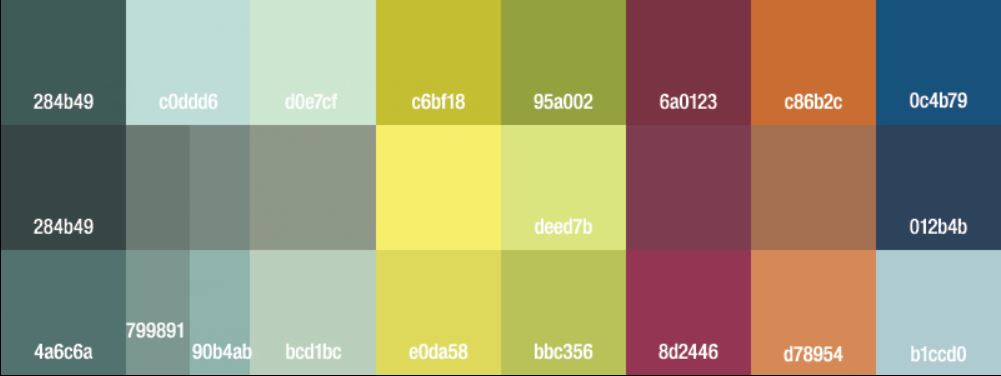 284b49 c0ddd6 d0e7cf c6bf18 95a002 6a0123 c86b2c 0c4b79
284b49 deed7b 012b4b
799891
4a6c6a 90b4ab bcd1bc e0da58 bbc356 8d2446 d78954 b1ccd0